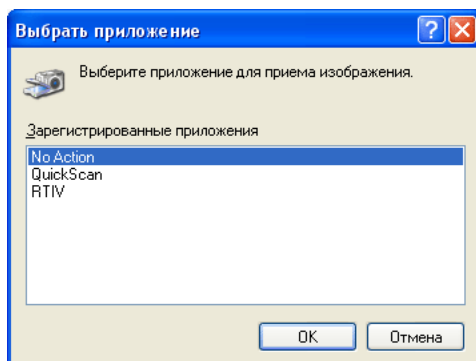 Выбрать приложение
Выберите приложение для приема изображения.
Зарегистрированные приложения
No Action
QuickScan
RTIV
OK
Отмена